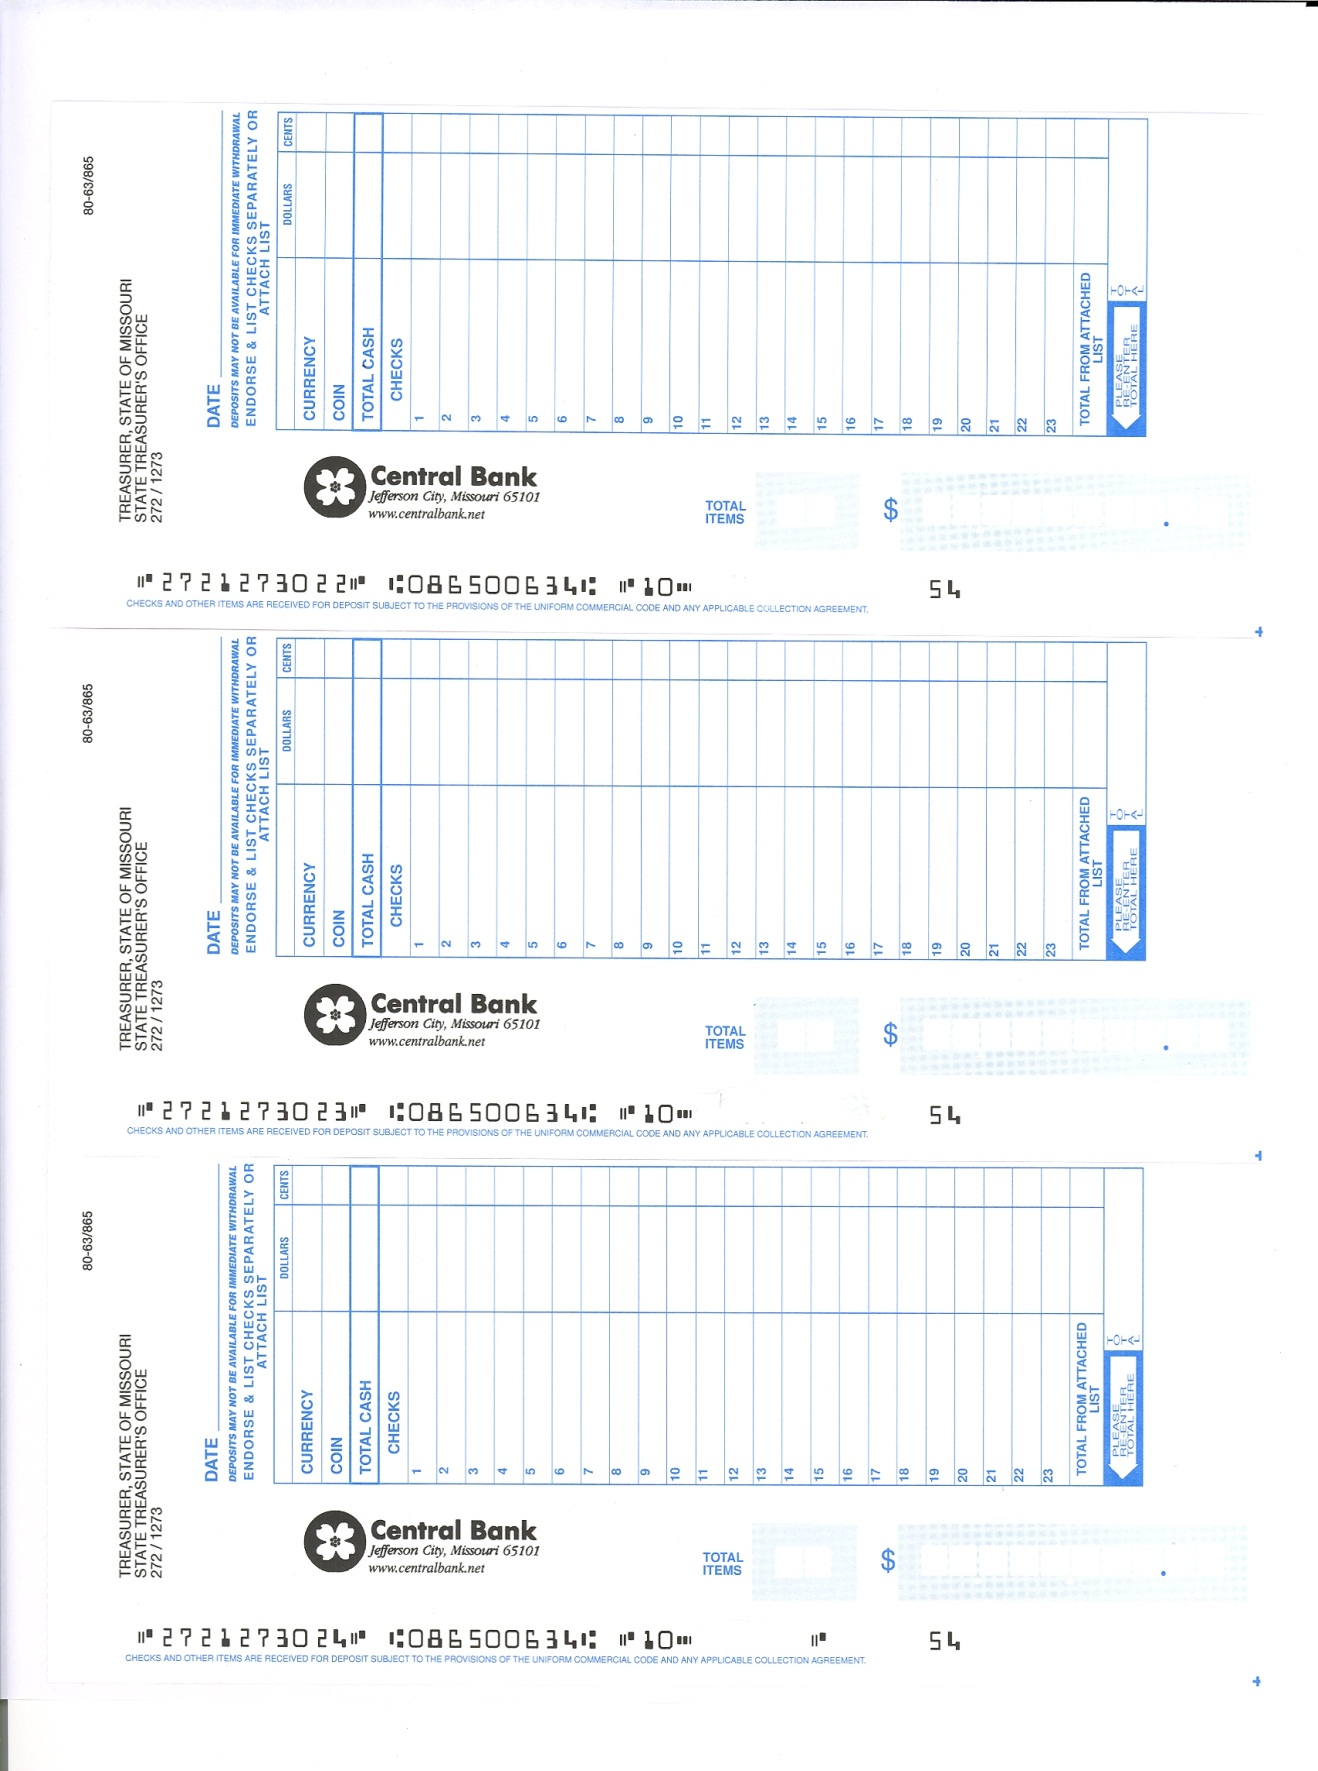 80-63/865
TREASURER, STATE OF MISSOURI
STATE TREASURER'S OFFICE
272 / 1273
DATE
DEPOSITS MAY NOT BE AVAILABLE FOR IMMEDIATE WITHDRAWAL
ENDORSE & LIST CHECKS SEPARATELY OR
ATTACH LIST
DOLLARS CENTS
CURRENCY
COIN
TOTAL CASH
CHECKS
1
2
3
4
5
6
7
8
9
10
11
12
13
14
15
16
17
18
19
20
21
22
23
TOTAL FROM ATTACHED
LIST
PLEASE
RE-ENTER
TOTAL HERE
TOTAL
Central Bank
Jefferson City, Missouri 65101
www.centralbank.net
TOTAL
ITEMS
$ .
⑈2721273022⑈ ⑆086500634⑆ ⑈10⑈ 54
CHECKS AND OTHER ITEMS ARE RECEIVED FOR DEPOSIT SUBJECT TO THE PROVISIONS OF THE UNIFORM COMMERCIAL CODE AND ANY APPLICABLE COLLECTION AGREEMENT.
80-63/865
TREASURER, STATE OF MISSOURI
STATE TREASURER'S OFFICE
272 / 1273
DATE
DEPOSITS MAY NOT BE AVAILABLE FOR IMMEDIATE WITHDRAWAL
ENDORSE & LIST CHECKS SEPARATELY OR
ATTACH LIST
DOLLARS CENTS
CURRENCY
COIN
TOTAL CASH
CHECKS
1
2
3
4
5
6
7
8
9
10
11
12
13
14
15
16
17
18
19
20
21
22
23
TOTAL FROM ATTACHED
LIST
PLEASE
RE-ENTER
TOTAL HERE
TOTAL
Central Bank
Jefferson City, Missouri 65101
www.centralbank.net
TOTAL
ITEMS
$ .
⑈2721273023⑈ ⑆086500634⑆ ⑈10⑈ 54
CHECKS AND OTHER ITEMS ARE RECEIVED FOR DEPOSIT SUBJECT TO THE PROVISIONS OF THE UNIFORM COMMERCIAL CODE AND ANY APPLICABLE COLLECTION AGREEMENT.
80-63/865
TREASURER, STATE OF MISSOURI
STATE TREASURER'S OFFICE
272 / 1273
DATE
DEPOSITS MAY NOT BE AVAILABLE FOR IMMEDIATE WITHDRAWAL
ENDORSE & LIST CHECKS SEPARATELY OR
ATTACH LIST
DOLLARS CENTS
CURRENCY
COIN
TOTAL CASH
CHECKS
1
2
3
4
5
6
7
8
9
10
11
12
13
14
15
16
17
18
19
20
21
22
23
TOTAL FROM ATTACHED
LIST
PLEASE
RE-ENTER
TOTAL HERE
TOTAL
Central Bank
Jefferson City, Missouri 65101
www.centralbank.net
TOTAL
ITEMS
$ .
⑈2721273024⑈ ⑆086500634⑆ ⑈10⑈ ⑈ 54
CHECKS AND OTHER ITEMS ARE RECEIVED FOR DEPOSIT SUBJECT TO THE PROVISIONS OF THE UNIFORM COMMERCIAL CODE AND ANY APPLICABLE COLLECTION AGREEMENT.